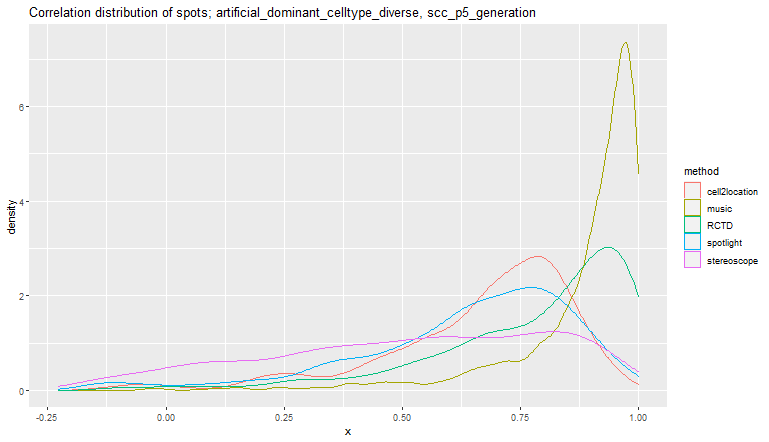 Correlation distribution of spots; artificial_dominant_celltype_diverse, scc_p5_generation
density
6
4
2
0
-0.25 0.00 0.25 0.50 0.75 1.00
x
method
cell2location
music
RCTD
spotlight
stereoscope